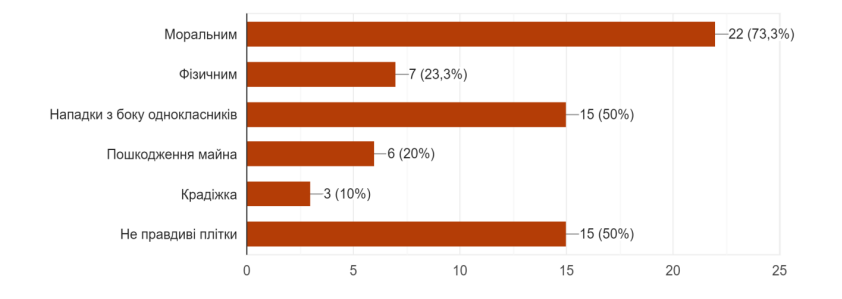 Моральним 22 (73,3%)
Фізичним 7 (23,3%)
Нападки з боку однокласників 15 (50%)
Пошкодження майна 6 (20%)
Крадіжка 3 (10%)
Не правдиві плітки 15 (50%)
0 5 10 15 20 25